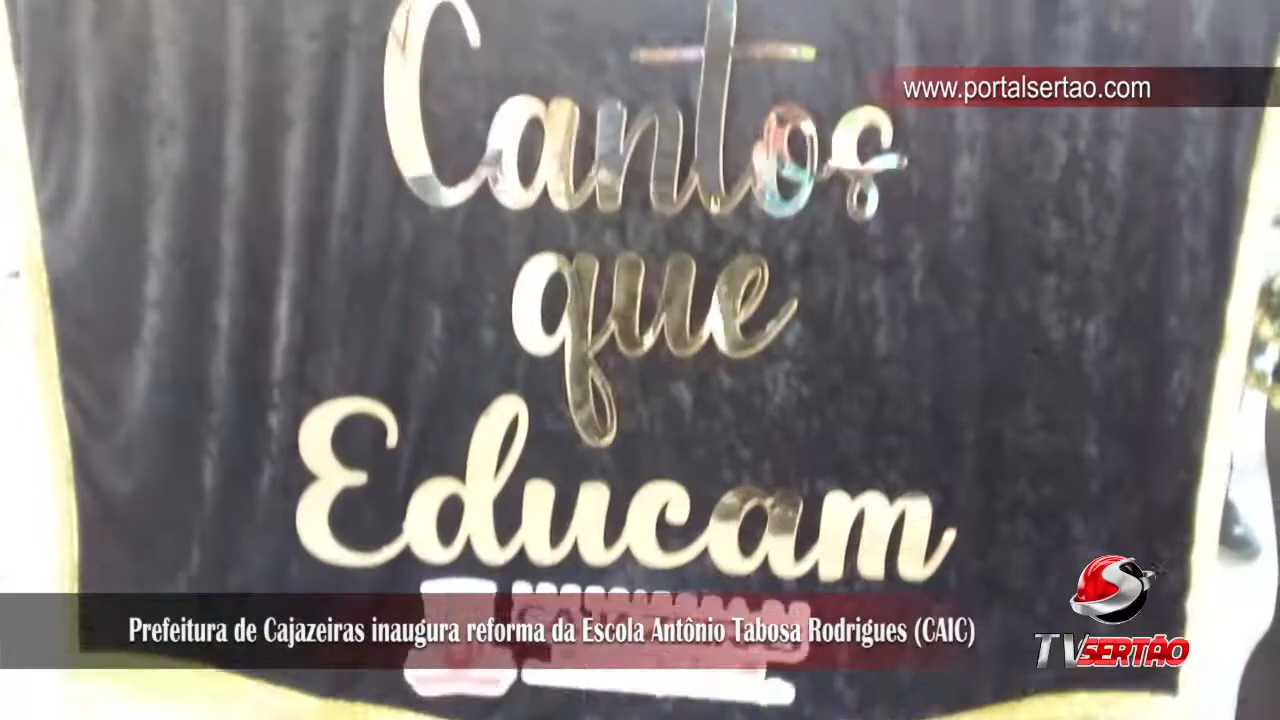 www.portalsertao.com
Cantos
que
Educam
Prefeitura de Cajazeiras inaugura reforma da Escola Antônio Tabosa Rodrigues (CAIC)
TV SERTÃO